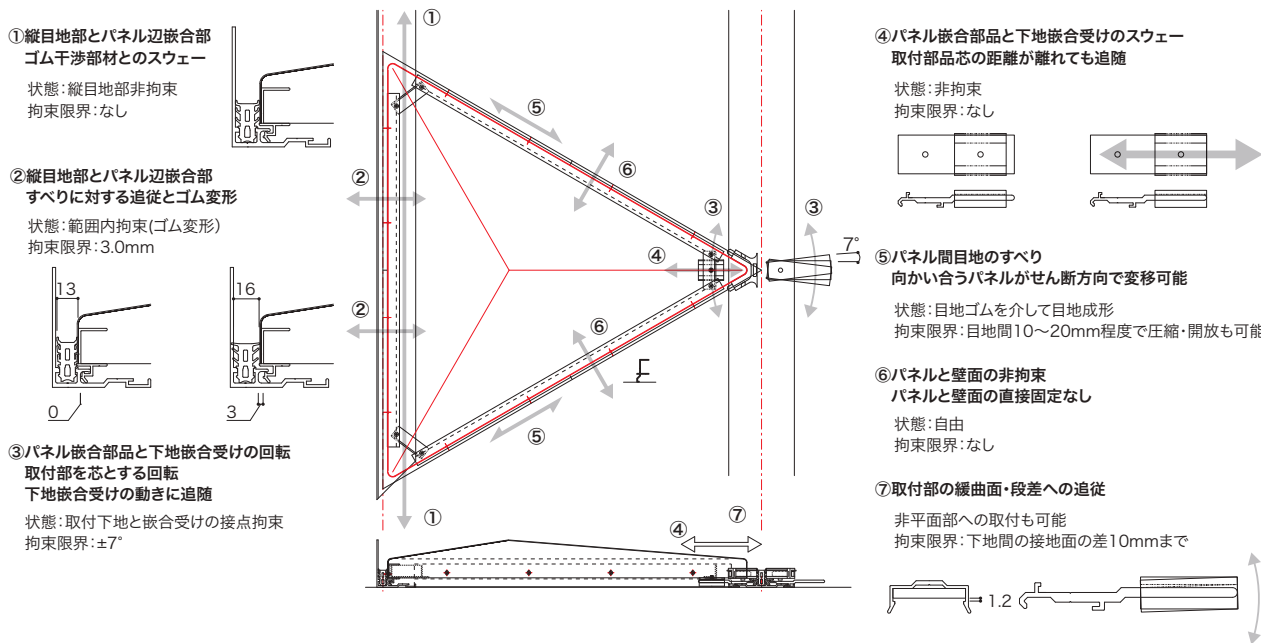 ①縦目地部とパネル辺嵌合部
ゴム干渉部材とのスウェー
状態：縦目地部非拘束
拘束限界：なし
②縦目地部とパネル辺嵌合部
すべりに対する追従とゴム変形
状態：範囲内拘束(ゴム変形）
拘束限界：3.0mm
13
16
0
3
③パネル嵌合部品と下地嵌合受けの回転
取付部を芯とする回転
下地嵌合受けの動きに追随
状態：取付下地と嵌合受けの接点拘束
拘束限界：±7°
①
⑤
⑥
②
③
③
④
7°
②
⑥
⑤
①
④
⑦
④パネル嵌合部品と下地嵌合受けのスウェー
取付部品芯の距離が離れても追随
状態：非拘束
拘束限界：なし
⑤パネル間目地のすべり
向かい合うパネルがせん断方向で変移可能
状態：目地ゴムを介して目地成形
拘束限界：目地間10〜20mm程度で圧縮・開放も可能
⑥パネルと壁面の非拘束
パネルと壁面の直接固定なし
状態：自由
拘束限界：なし
⑦取付部の緩曲面・段差への追従
非平面部への取付も可能
拘束限界：下地間の接地面の差10mmまで
1.2